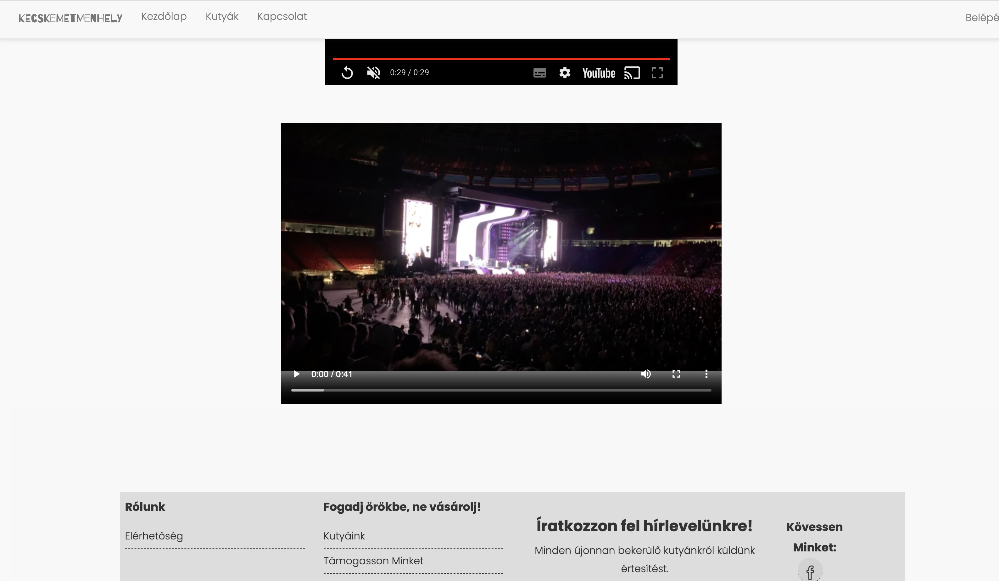 KECSKEMETMENHELY Kezdőlap Kutyák Kapcsolat Belépé
0:29 / 0:29 YouTube
0:00 / 0:41
Rólunk
Elérhetőség
Fogadj örökbe, ne vásárolj!
Kutyáink
Támogasson Minket
Íratkozzon fel hírlevelünkre!
Minden újonnan bekerülő kutyánkról küldünk
értesítést.
Kövessen
Minket: